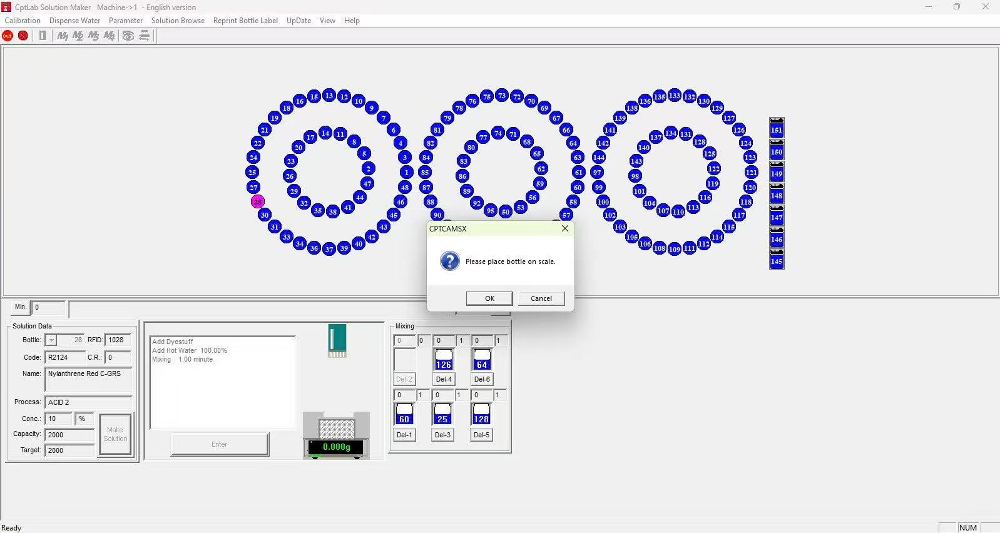 CptLab Solution Maker Machine->1 - English version
Calibration Dispense Water Parameter Solution Browse Reprint Bottle Label UpDate View Help
Quit M1 M2 M3 M4
16 15 13 12 10
18 9
19 7
21 6
22 4
24 3
25 1
27 48
28 46
30 45
31 43
33 42
34 36 37 39 40
17 14 11 8
20 5
23 2
26 47
29 44
32 35 38 41
76 75 73 72 70
78 69
79 67
81 66
82 64
84 63
85 61
87 60
88 58
90 57
77 74 71 68
80 65
83 62
86 59
89 56
92 95 50 53
136 135 133 132 130
138 129
139 127
141 126
142 124
144 123
97 121
99 120
100 118
102 117
103 115
105 114
106 108 109 111 112
137 134 131 128
140 125
143 122
98 119
101 116
104 107 110 113
151
150
149
148
147
146
145
CPTCAMSX
Please place bottle on scale.
OK Cancel
Min. 0
Solution Data
Bottle: 28 RFID: 1028
Code: R2124 C.R.: 0
Name: Nylanthrene Red C-GRS
Process: ACID 2
Conc.: 10 %
Capacity: 2000
Target: 2000
Make
Solution
Add Dyestuff
Add Hot Water 100.00%
Mixing 1.00 minute
Enter
0.000g
Mixing
0 0 0 1 0 1
126 64
Del-2 Del-4 Del-6
0 1 0 1 0 1
60 25 128
Del-1 Del-3 Del-5
Ready
NUM